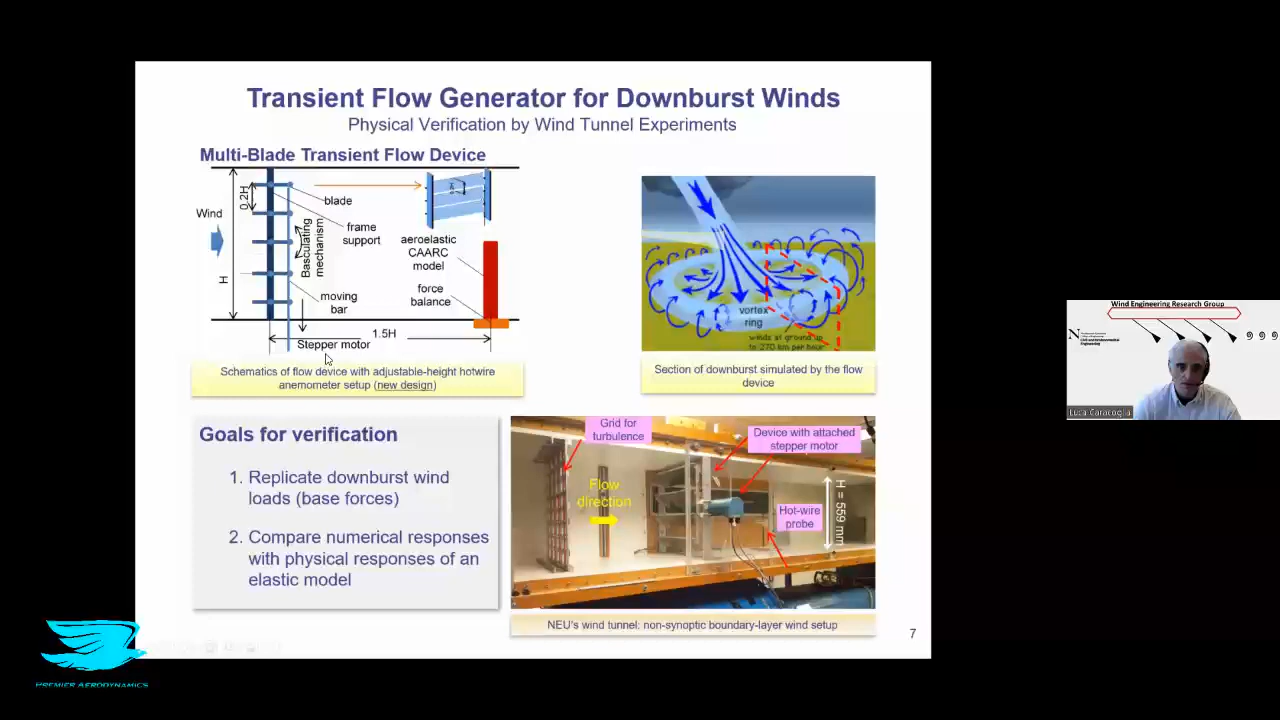 Transient Flow Generator for Downburst Winds
Physical Verification by Wind Tunnel Experiments
Multi-Blade Transient Flow Device
0.2H
Wind
H
blade
frame
support
Basculating
mechanism
moving
bar
aeroelastic
CAARC
model
force
balance
1.5H
Stepper motor
Schematics of flow device with adjustable-height hotwire
anemometer setup (new design)
vortex
ring
winds at ground up
to 270 km per hour
Section of downburst simulated by the flow
device
Goals for verification
1. Replicate downburst wind
loads (base forces)
2. Compare numerical responses
with physical responses of an
elastic model
Grid for
turbulence
Device with attached
stepper motor
Flow
direction
Hot-wire
probe
H = 559 mm
NEU's wind tunnel: non-synoptic boundary-layer wind setup
7
Wind Engineering Research Group
Luca Caracoglia
PREMIER AERODYNAMICS